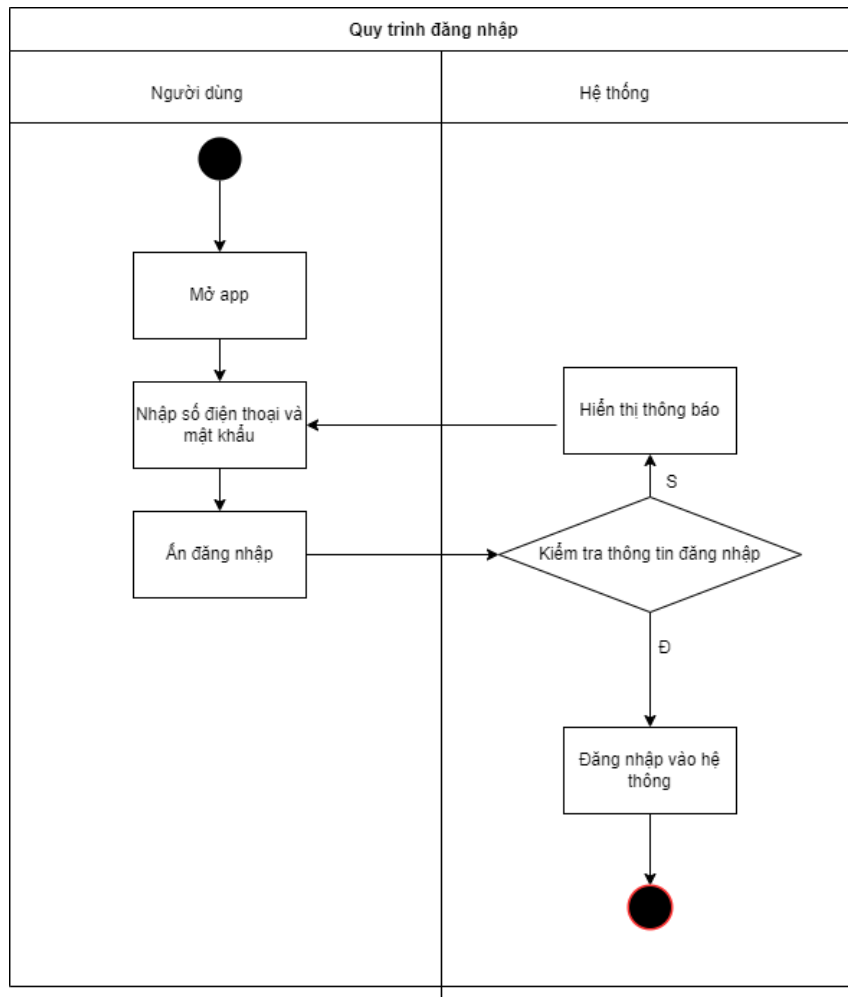 Quy trình đăng nhập
Người dùng
Hệ thống
Mở app
Nhập số điện thoại và
mật khẩu
Hiển thị thông báo
S
Ấn đăng nhập
Kiểm tra thông tin đăng nhập
Đ
Đăng nhập vào hệ
thông